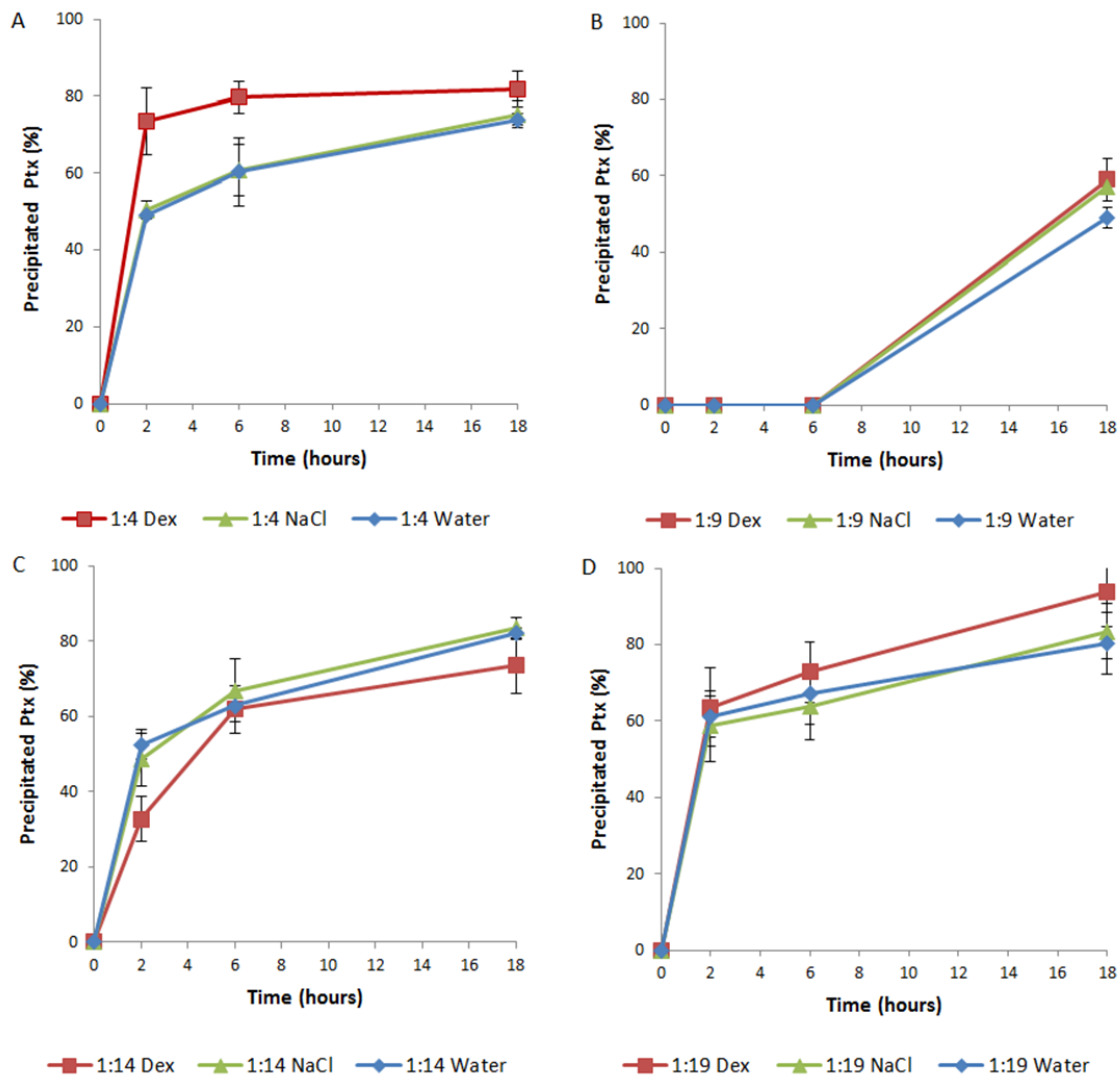 A
Precipitated Ptx (%)
100
80
60
40
20
0
0 2 4 6 8 10 12 14 16 18
Time (hours)
1:4 Dex 1:4 NaCl 1:4 Water
B
Precipitated Ptx (%)
100
80
60
40
20
0
0 2 4 6 8 10 12 14 16 18
Time (hours)
1:9 Dex 1:9 NaCl 1:9 Water
C
Precipitated Ptx (%)
100
80
60
40
20
0
0 2 4 6 8 10 12 14 16 18
Time (hours)
1:14 Dex 1:14 NaCl 1:14 Water
D
Precipitated Ptx (%)
100
80
60
40
20
0
0 2 4 6 8 10 12 14 16 18
Time (hours)
1:19 Dex 1:19 NaCl 1:19 Water